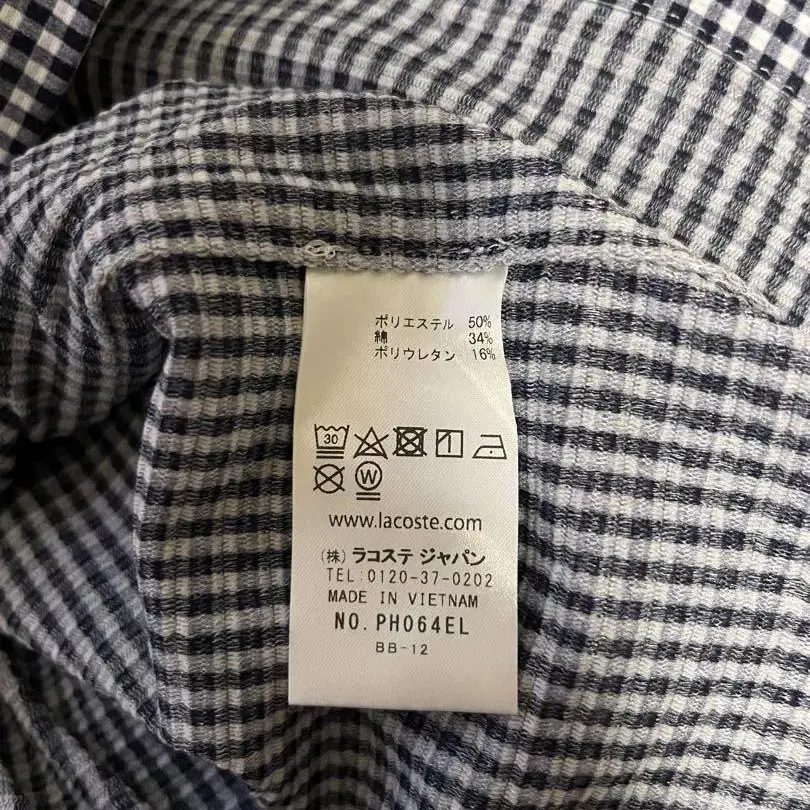 ポリエステル 50%
綿 34%
ポリウレタン 16%
30
W
www.lacoste.com
(株) ラコステ ジャパン
TEL:0120-37-0202
MADE IN VIETNAM
NO. PH064EL
BB-12